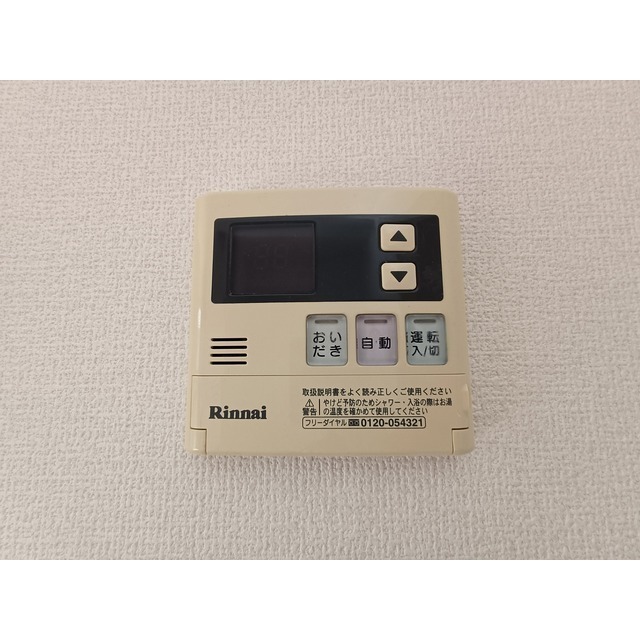 おい
だき
自動
運転
入/切
取扱説明書をよく読み正しくご使用ください
やけど予防のためシャワー・入浴の際はお湯
警告 の温度を確かめて使用してください
Rinnai
フリーダイヤル 0120-054321